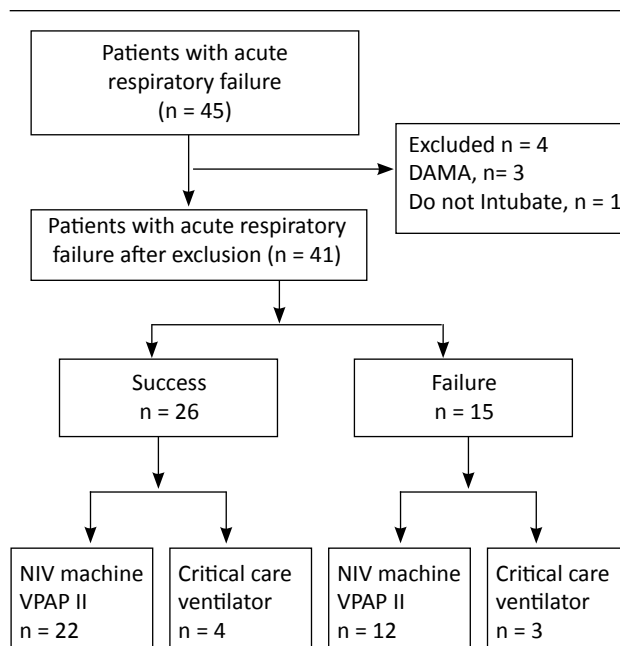 Patients with acute
respiratory failure
(n = 45)
Excluded n = 4
DAMA, n= 3
Do not Intubate, n = 1
Patients with acute respiratory
failure after exclusion (n = 41)
Success
n = 26
Failure
n = 15
NIV machine
VPAP II
n = 22
Critical care
ventilator
n = 4
NIV machine
VPAP II
n = 12
Critical care
ventilator
n = 3